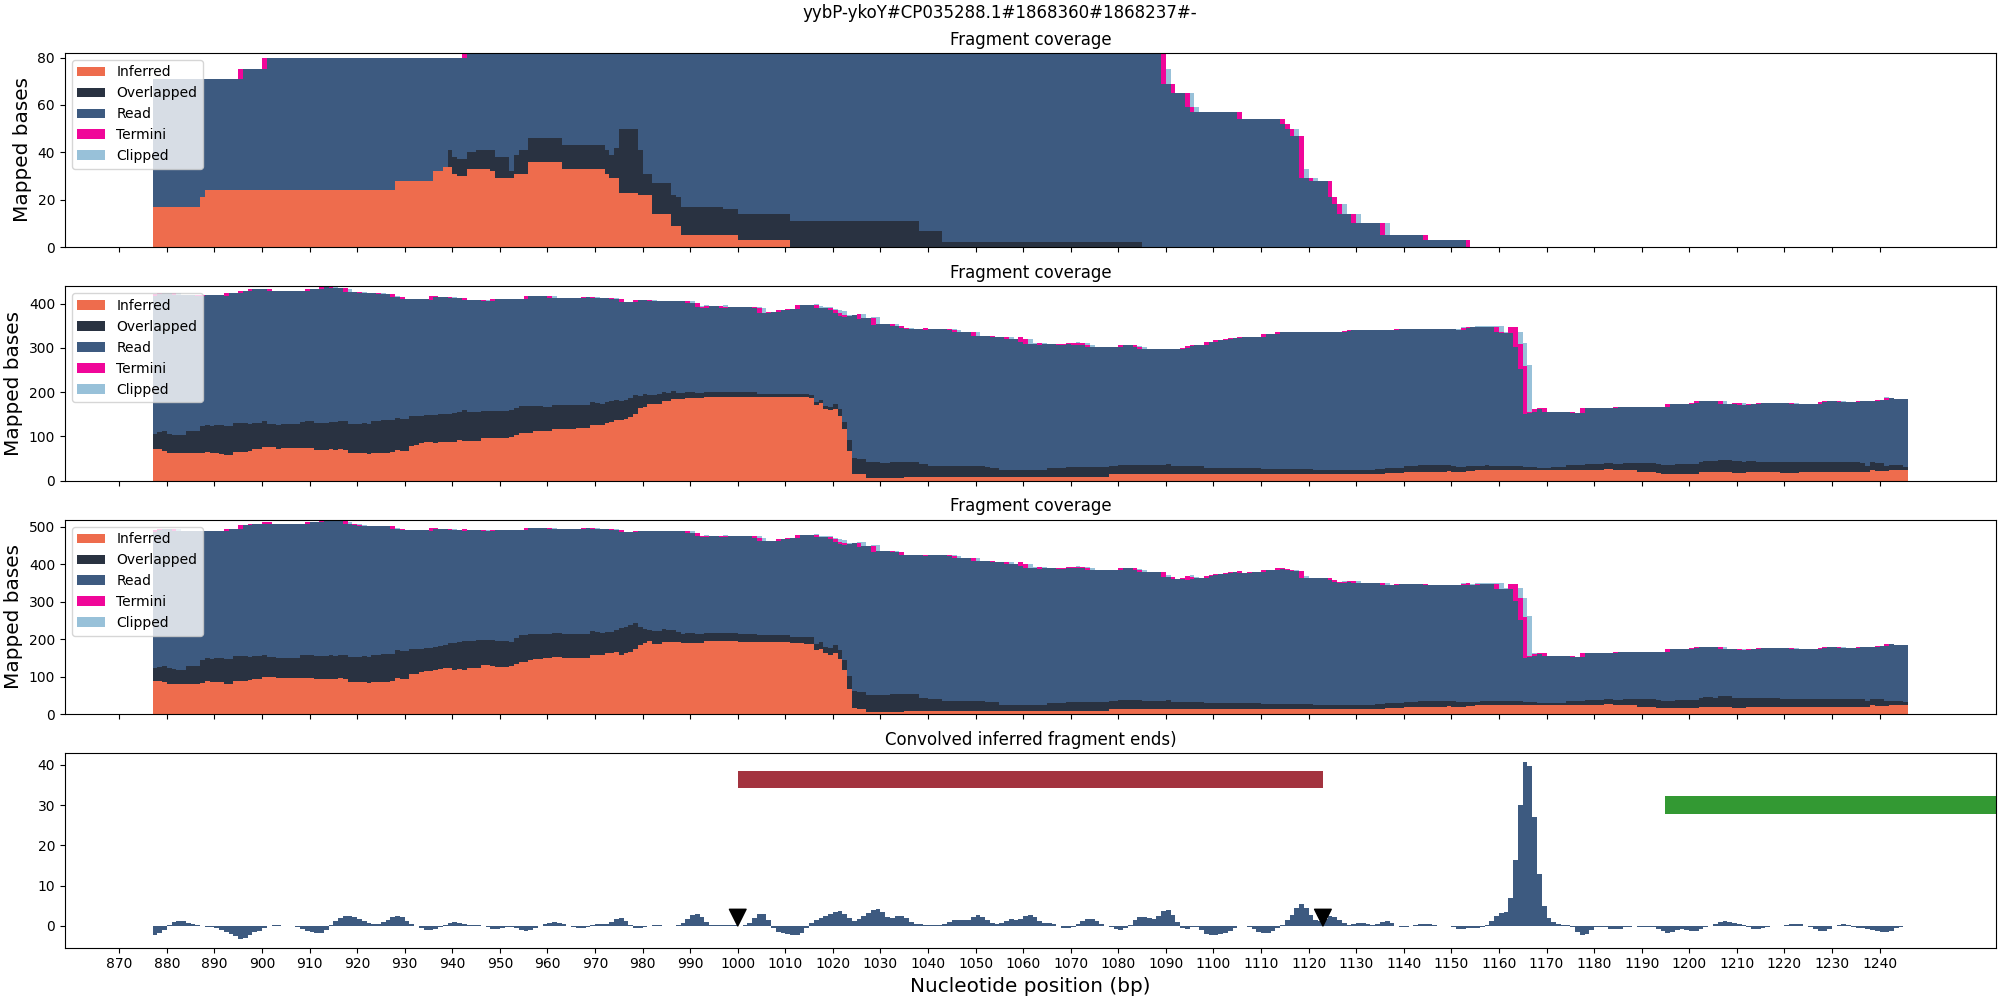 yybP-ykoY#CP035288.1#1868360#1868237#-
Fragment coverage
Mapped bases
80
60
40
20
0
Inferred
Overlapped
Read
Termini
Clipped
Fragment coverage
Mapped bases
400
300
200
100
0
Inferred
Overlapped
Read
Termini
Clipped
Fragment coverage
Mapped bases
500
400
300
200
100
0
Inferred
Overlapped
Read
Termini
Clipped
Convolved inferred fragment ends)
40
30
20
10
0
870 880 890 900 910 920 930 940 950 960 970 980 990 1000 1010 1020 1030 1040 1050 1060 1070 1080 1090 1100 1110 1120 1130 1140 1150 1160 1170 1180 1190 1200 1210 1220 1230 1240
Nucleotide position (bp)